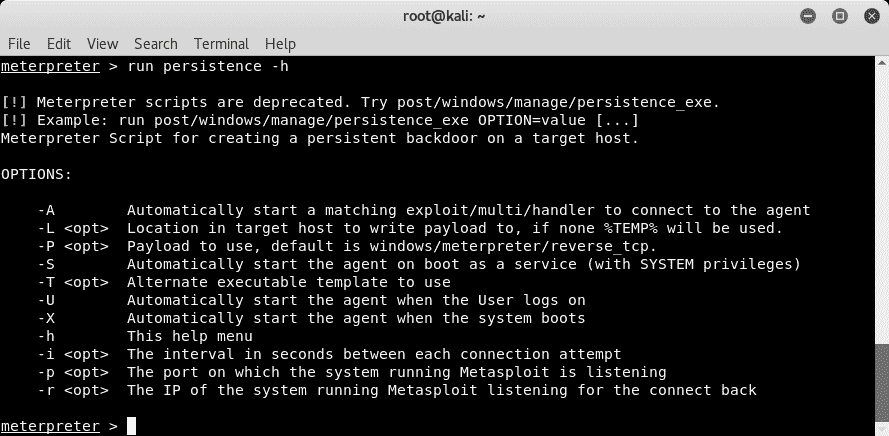 root@kali: ~
File Edit View Search Terminal Help
meterpreter > run persistence -h
[!] Meterpreter scripts are deprecated. Try post/windows/manage/persistence_exe.
[!] Example: run post/windows/manage/persistence_exe OPTION=value [...]
Meterpreter Script for creating a persistent backdoor on a target host.
OPTIONS:
-A Automatically start a matching exploit/multi/handler to connect to the agent
-L <opt> Location in target host to write payload to, if none %TEMP% will be used.
-P <opt> Payload to use, default is windows/meterpreter/reverse_tcp.
-S Automatically start the agent on boot as a service (with SYSTEM privileges)
-T <opt> Alternate executable template to use
-U Automatically start the agent when the User logs on
-X Automatically start the agent when the system boots
-h This help menu
-i <opt> The interval in seconds between each connection attempt
-p <opt> The port on which the system running Metasploit is listening
-r <opt> The IP of the system running Metasploit listening for the connect back
meterpreter >